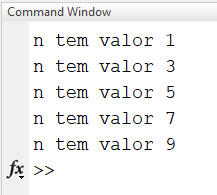 Command Window
n tem valor 1
n tem valor 3
n tem valor 5
n tem valor 7
n tem valor 9
fx >>